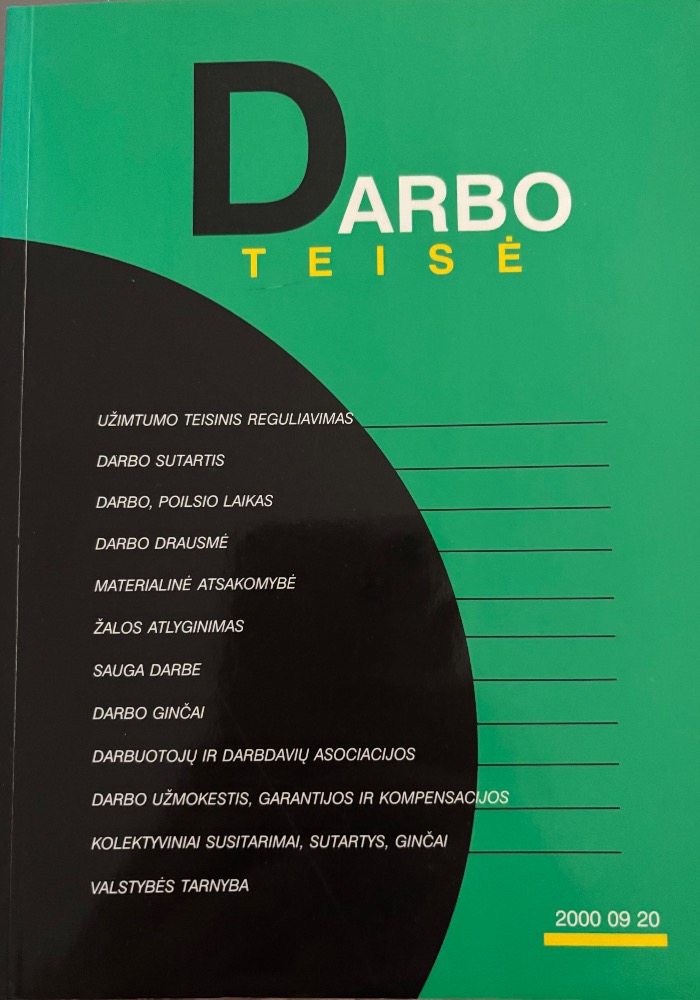 DARBO
TEISĖ
UŽIMTUMO TEISINIS REGULIAVIMAS
DARBO SUTARTIS
DARBO, POILSIO LAIKAS
DARBO DRAUSMĖ
MATERIALINĖ ATSAKOMYBĖ
ŽALOS ATLYGINIMAS
SAUGA DARBE
DARBO GINČAI
DARBUOTOJŲ IR DARBDAVIŲ ASOCIACIJOS
DARBO UŽMOKESTIS, GARANTIJOS IR KOMPENSACIJOS
KOLEKTYVINIAI SUSITARIMAI, SUTARTYS, GINČAI
VALSTYBĖS TARNYBA
2000 09 20